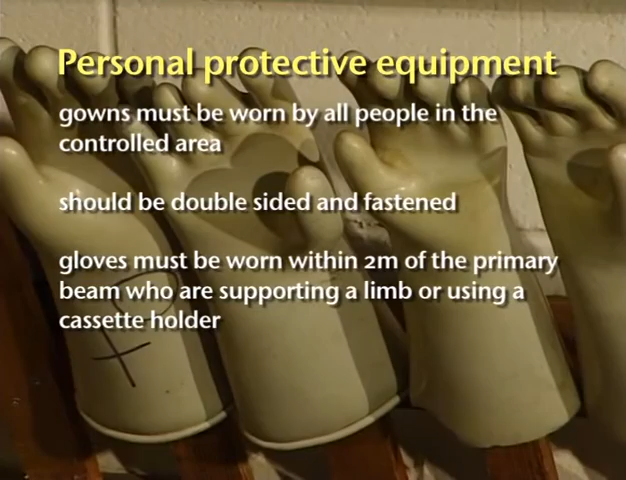 Personal protective equipment
gowns must be worn by all people in the
controlled area
should be double sided and fastened
gloves must be worn within 2m of the primary
beam who are supporting a limb or using a
cassette holder